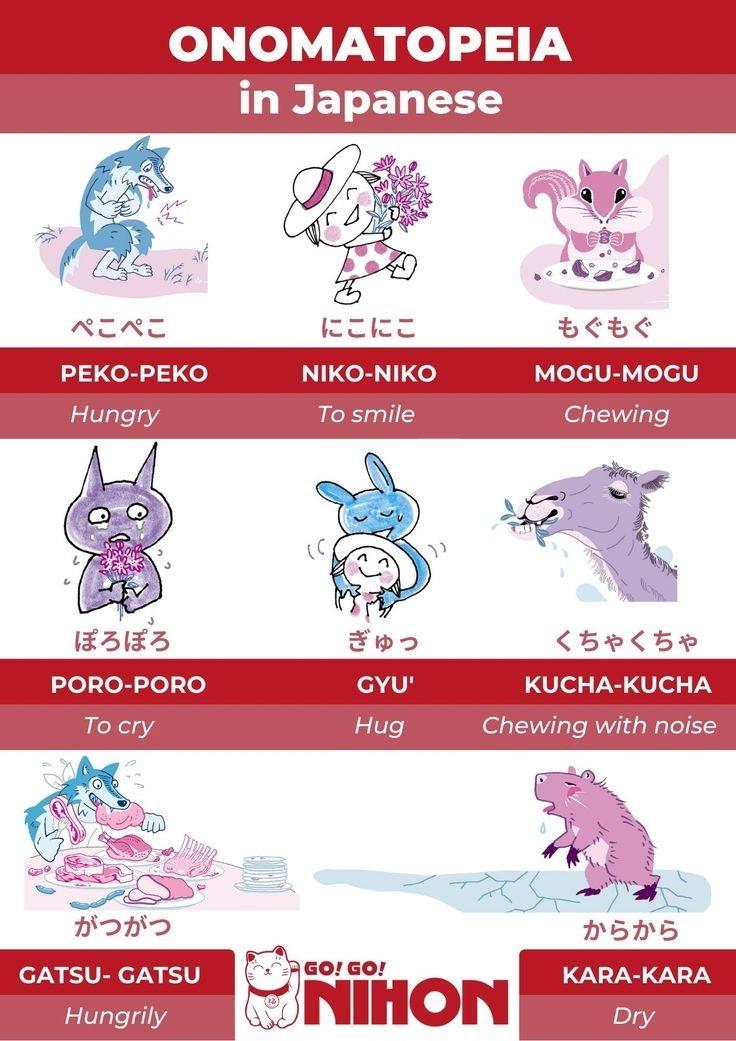 ONOMATOPEIA
in Japanese
ぺこぺこ
にこにこ
もぐもぐ
PEKO-PEKO
NIKO-NIKO
MOGU-MOGU
Hungry
To smile
Chewing
ぽろぽろ
ぎゅっ
くちゃくちゃ
PORO-PORO
GYU'
KUCHA-KUCHA
To cry
Hug
Chewing with noise
がつがつ
からから
GATSU- GATSU
GO! GO!
NIHON
KARA-KARA
Hungrily
Dry